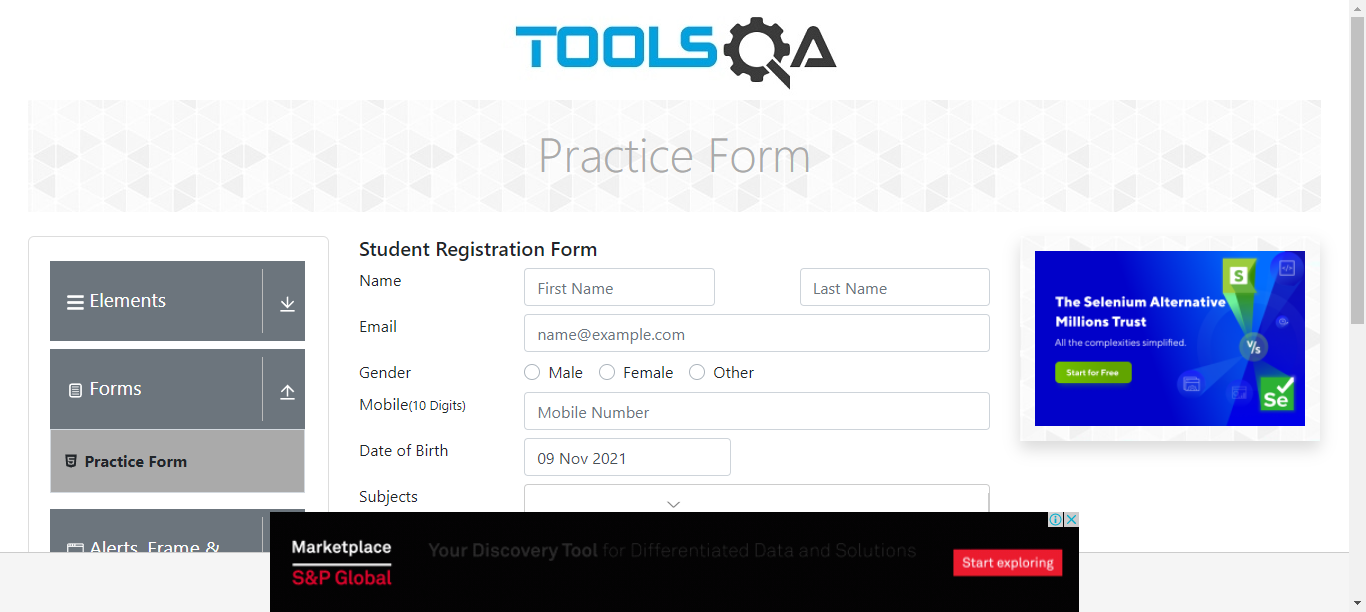 TOOLSQA
Practice Form
Elements
Forms
Practice Form
Alerts, Frame &
Student Registration Form
Name
First Name
Last Name
Email
name@example.com
Gender
Male
Female
Other
Mobile(10 Digits)
Mobile Number
Date of Birth
09 Nov 2021
Subjects
The Selenium Alternative
Millions Trust
All the complexities simplified.
Start for Free
S
V/s
Se
Marketplace
S&P Global
Your Discovery Tool for Differentiated Data and Solutions
Start exploring